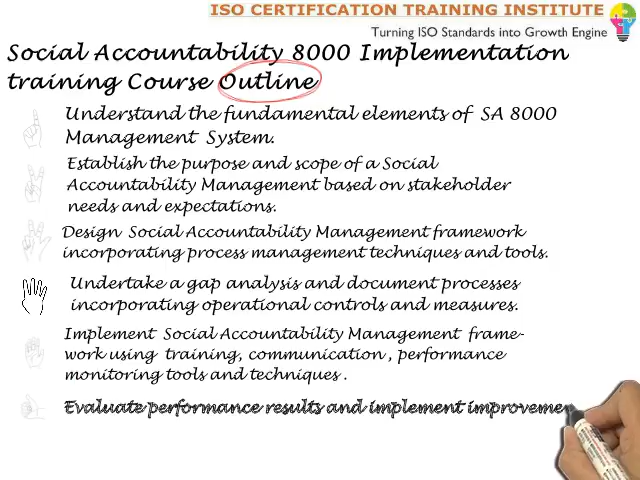 ISO CERTIFICATION TRAINING INSTITUTE
Turning ISO Standards into Growth Engine
Social Accountability 8000 Implementation
training Course Outline
Understand the fundamental elements of SA 8000
Management System.
Establish the purpose and scope of a Social
Accountability Management based on stakeholder
needs and expectations.
Design Social Accountability Management framework
incorporating process management techniques and tools.
Undertake a gap analysis and document processes
incorporating operational controls and measures.
Implement Social Accountability Management frame-
work using training, communication , performance
monitoring tools and techniques .
Evaluate performance results and implement improvemen